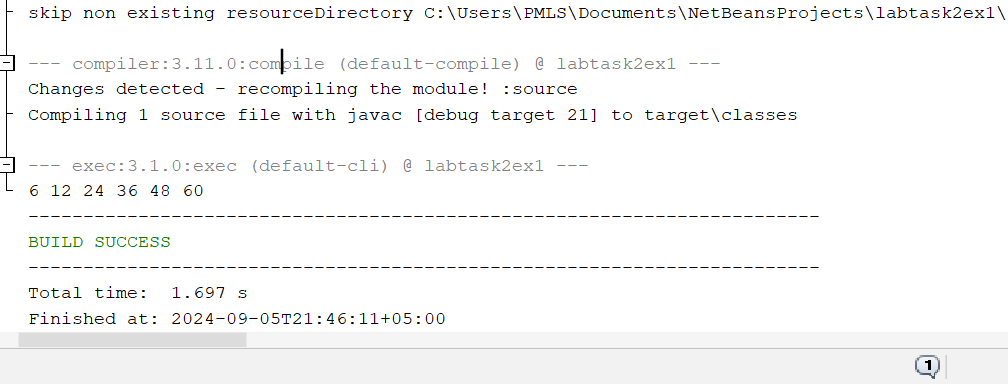 skip non existing resourceDirectory C:\Users\PMLS\Documents\NetBeansProjects\labtask2ex1\
--- compiler:3.11.0:compile (default-compile) @ labtask2ex1 ---
Changes detected - recompiling the module! :source
Compiling 1 source file with javac [debug target 21] to target\classes
--- exec:3.1.0:exec (default-cli) @ labtask2ex1 ---
6 12 24 36 48 60
------------------------------------------------------------------------
BUILD SUCCESS
------------------------------------------------------------------------
Total time:  1.697 s
Finished at: 2024-09-05T21:46:11+05:00
1